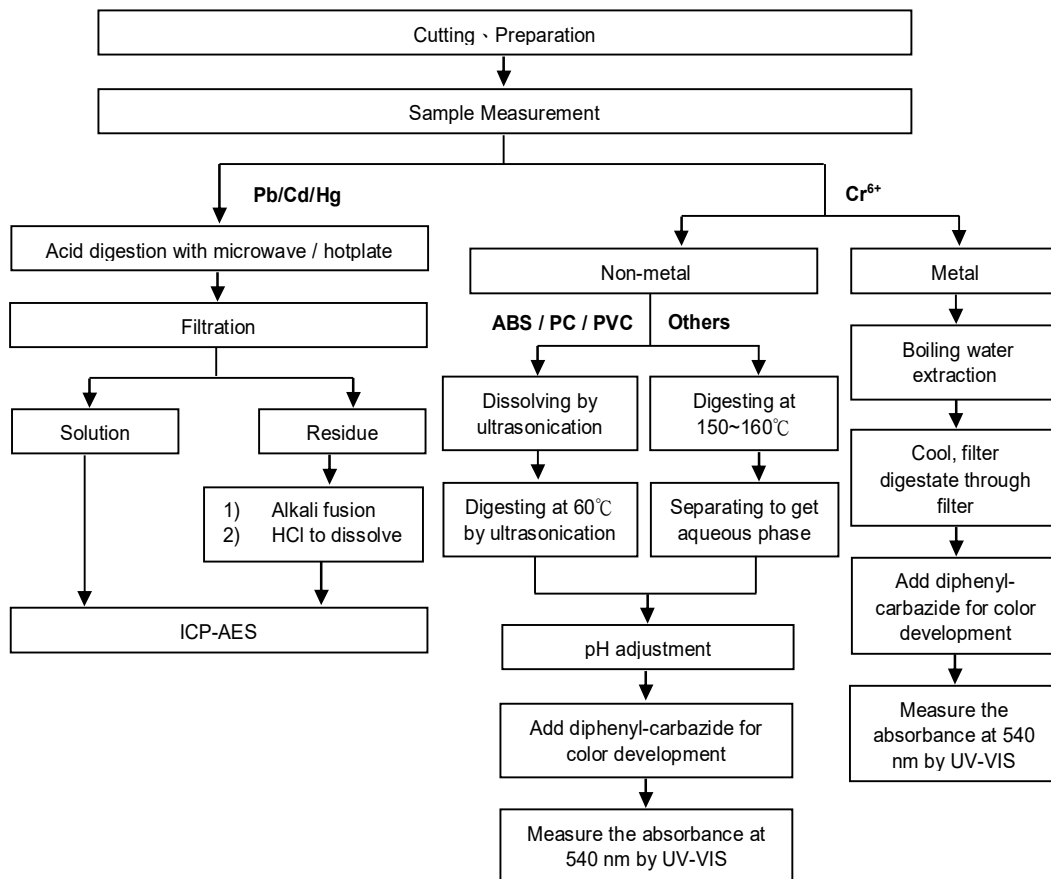 Cutting、Preparation
Sample Measurement
Pb/Cd/Hg
Cr⁶⁺
Acid digestion with microwave / hotplate
Non-metal
Metal
Filtration
ABS / PC / PVC
Others
Boiling water
extraction
Solution
Residue
Dissolving by
ultrasonication
Digesting at
150~160℃
Cool, filter
digestate through
filter
1) Alkali fusion
2) HCl to dissolve
Digesting at 60℃
by ultrasonication
Separating to get
aqueous phase
Add diphenyl-
carbazide for color
development
ICP-AES
pH adjustment
Measure the
absorbance at 540
nm by UV-VIS
Add diphenyl-carbazide for
color development
Measure the absorbance at
540 nm by UV-VIS